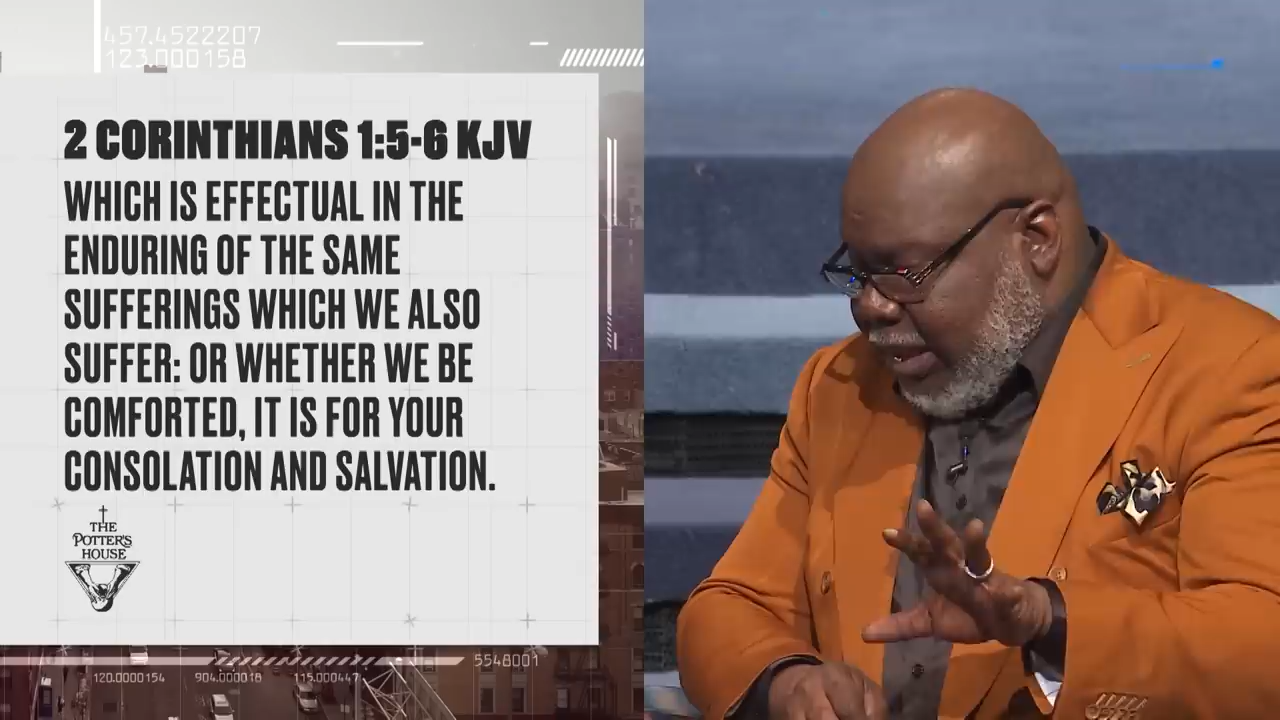 457.4522207
123.000158
2 CORINTHIANS 1:5-6 KJV
WHICH IS EFFECTUAL IN THE
ENDURING OF THE SAME
SUFFERINGS WHICH WE ALSO
SUFFER: OR WHETHER WE BE
COMFORTED, IT IS FOR YOUR
CONSOLATION AND SALVATION.
THE
POTTER'S
HOUSE
5548001
120.0000154
904.000018
115.000447